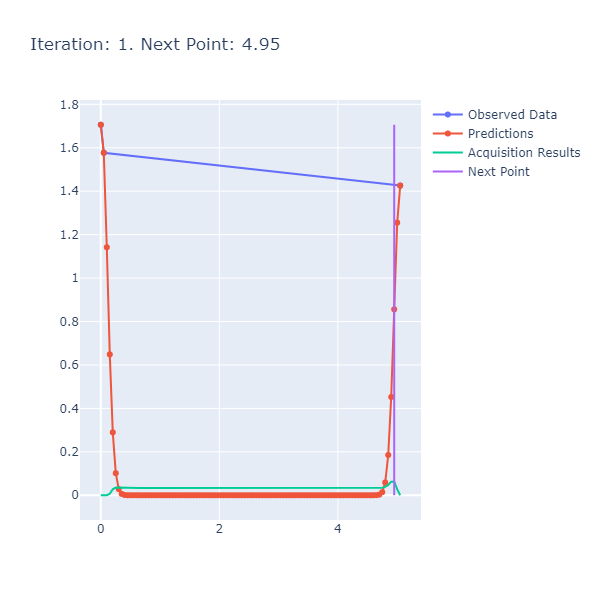 Iteration: 1. Next Point: 4.95
Observed Data
Predictions
Acquisition Results
Next Point
1.8
1.6
1.4
1.2
1
0.8
0.6
0.4
0.2
0
0
2
4